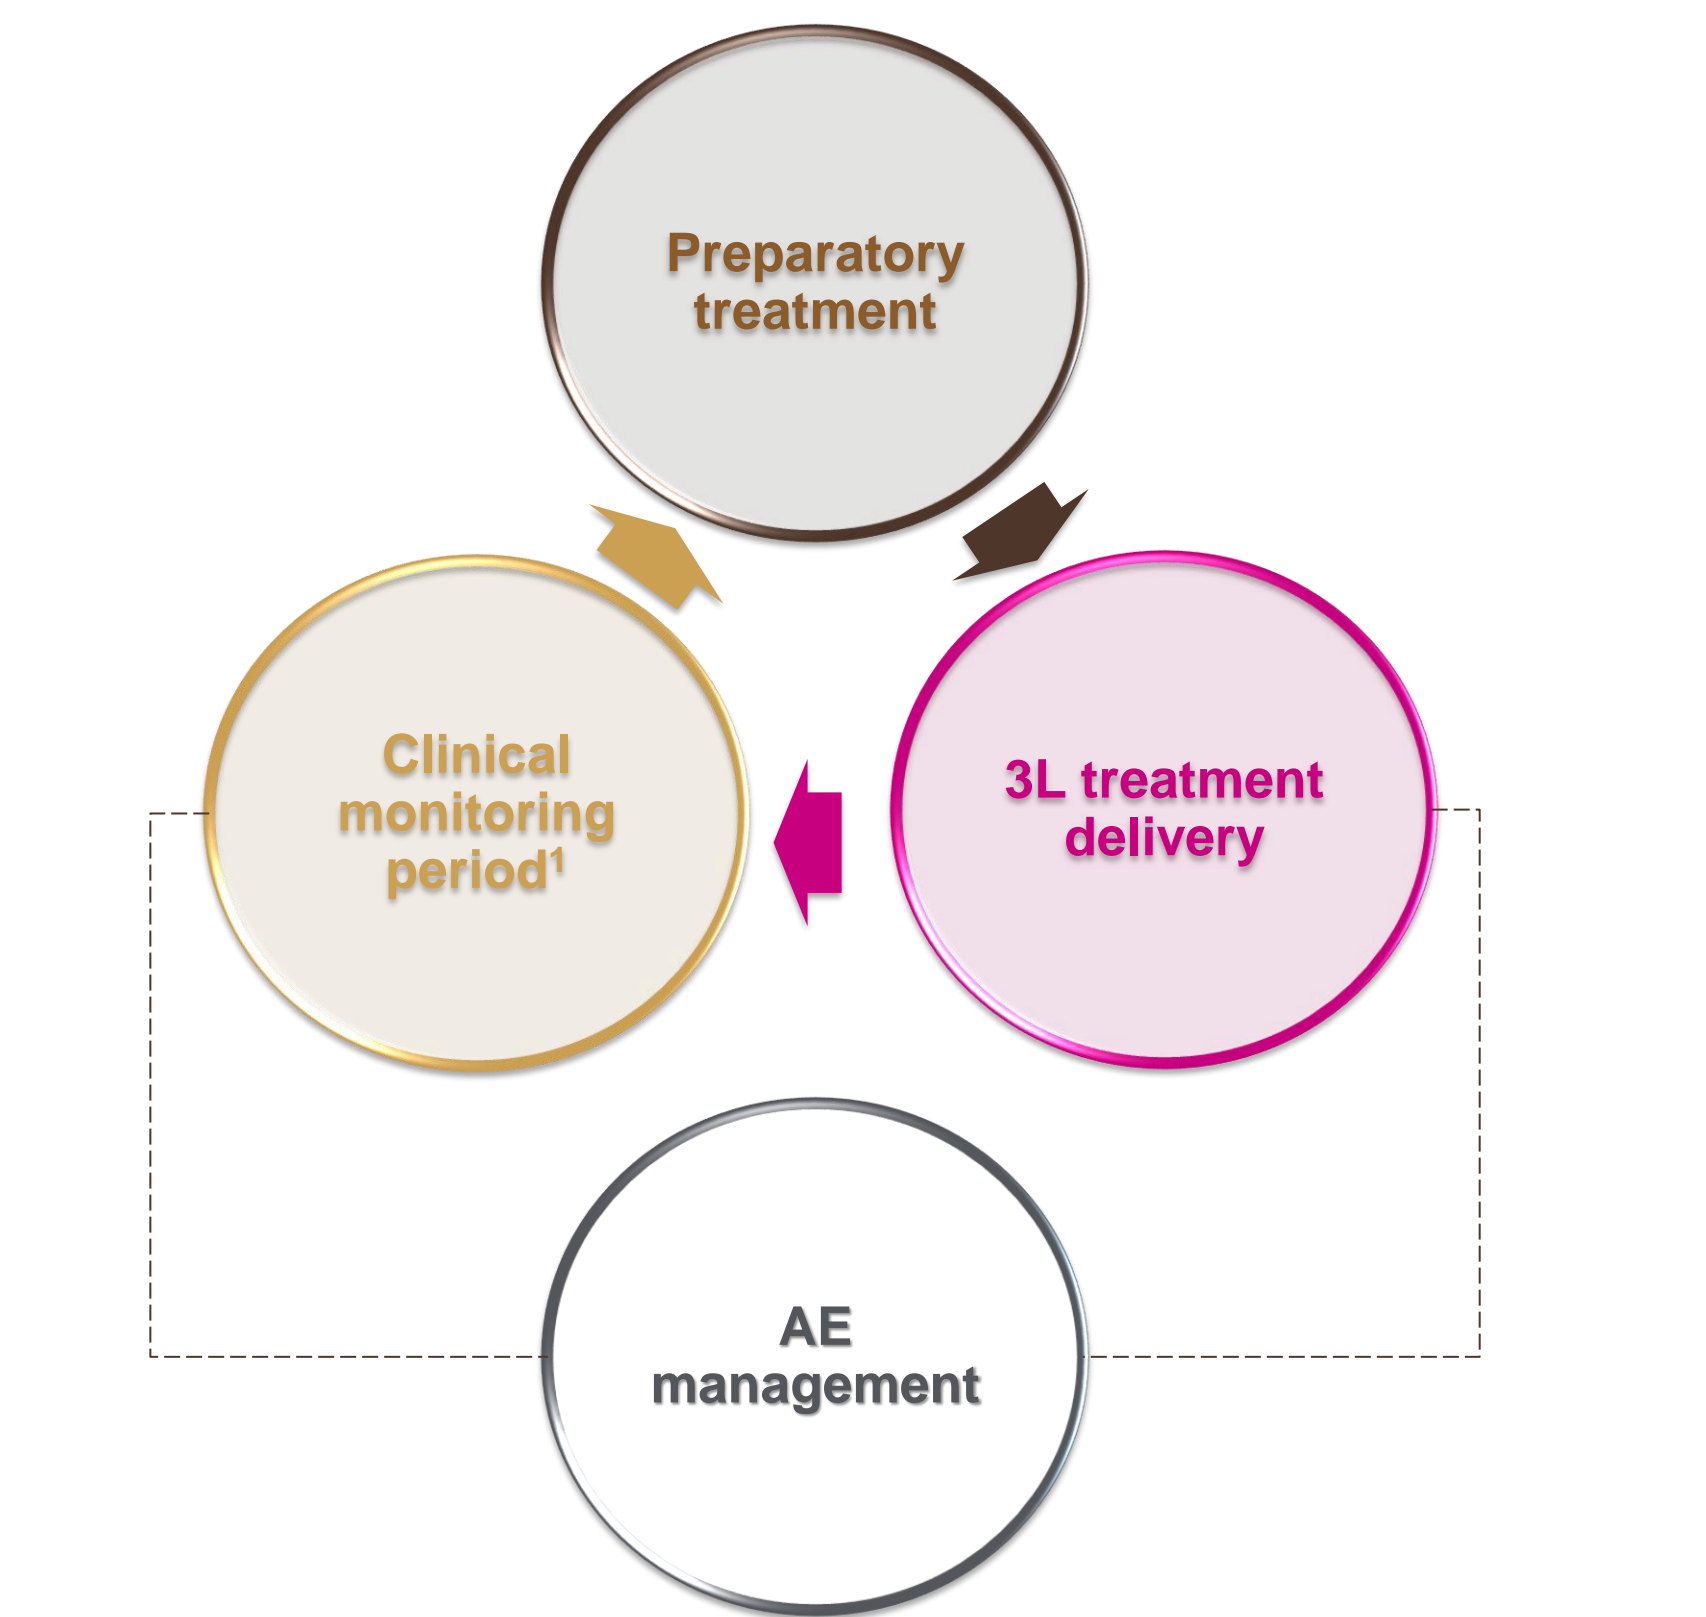 Preparatory
treatment
Clinical
monitoring
period¹
3L treatment
delivery
AE
management